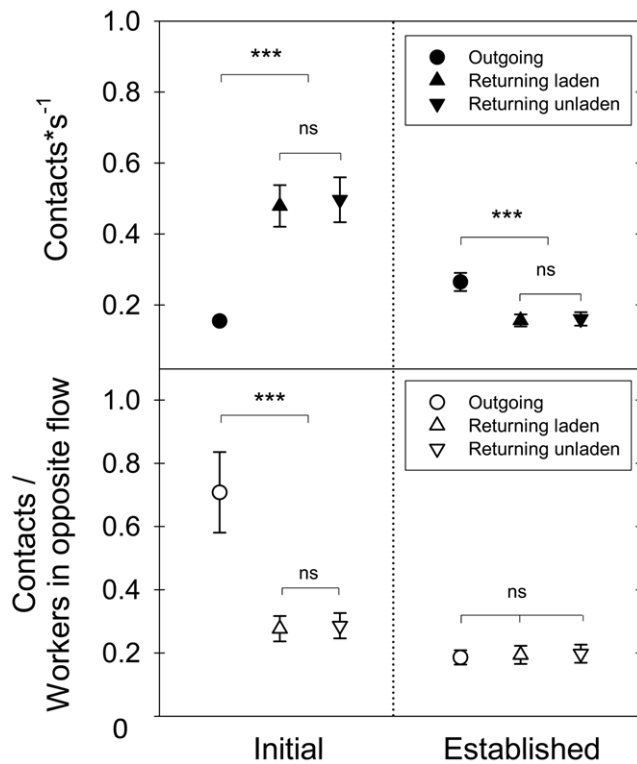 1.0
0.8
0.6
0.4
0.2
Contacts*s-1
***
ns
Outgoing
Returning laden
Returning unladen
***
ns
1.0
0.8
0.6
0.4
0.2
0
Contacts /
Workers in opposite flow
***
ns
Outgoing
Returning laden
Returning unladen
ns
Initial
Established